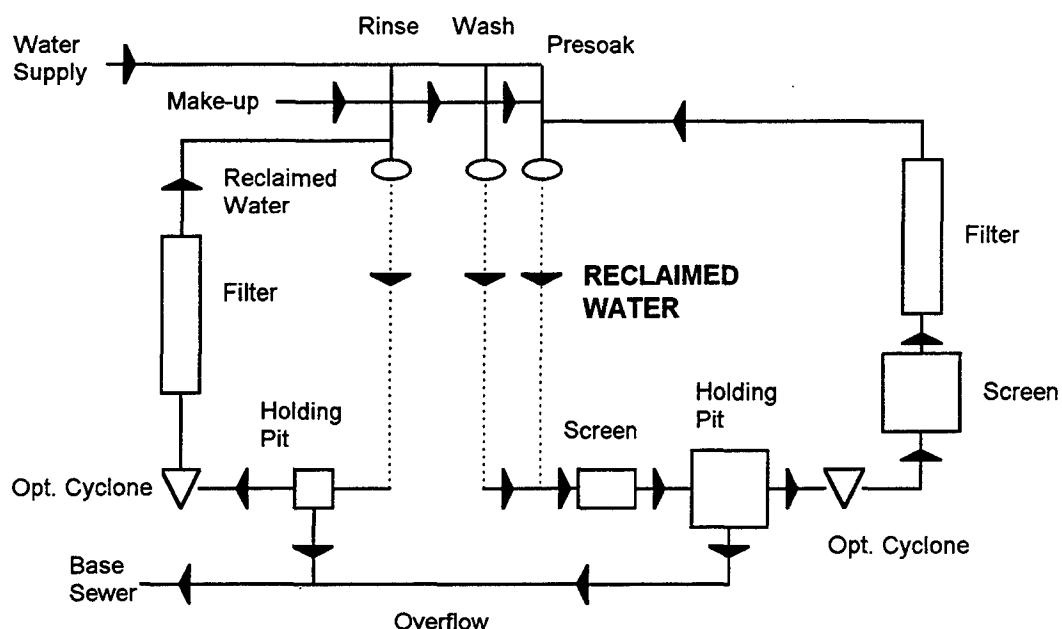 Rinse
Wash
Presoak
Water
Supply
Make-up
Reclaimed
Water
Filter
Filter
RECLAIMED
WATER
Screen
Holding
Pit
Holding
Pit
Screen
Opt. Cyclone
Opt. Cyclone
Base
Sewer
Overflow